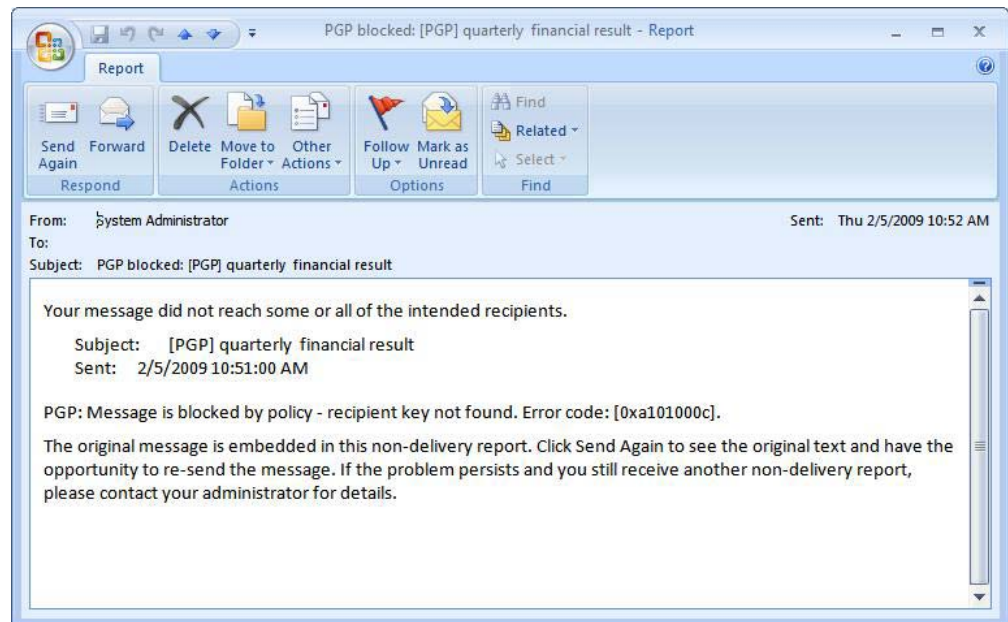 PGP blocked: [PGP] quarterly financial result - Report
Report
Send Again
Forward
Delete
Move to Folder
Other Actions
Follow Up
Mark as Unread
Find
Related
Select
Respond
Actions
Options
Find
From: System Administrator
Sent: Thu 2/5/2009 10:52 AM
To:
Subject: PGP blocked: [PGP] quarterly financial result
Your message did not reach some or all of the intended recipients.
Subject: [PGP] quarterly financial result
Sent: 2/5/2009 10:51:00 AM
PGP: Message is blocked by policy - recipient key not found. Error code: [0xa101000c].
The original message is embedded in this non-delivery report. Click Send Again to see the original text and have the
opportunity to re-send the message. If the problem persists and you still receive another non-delivery report,
please contact your administrator for details.